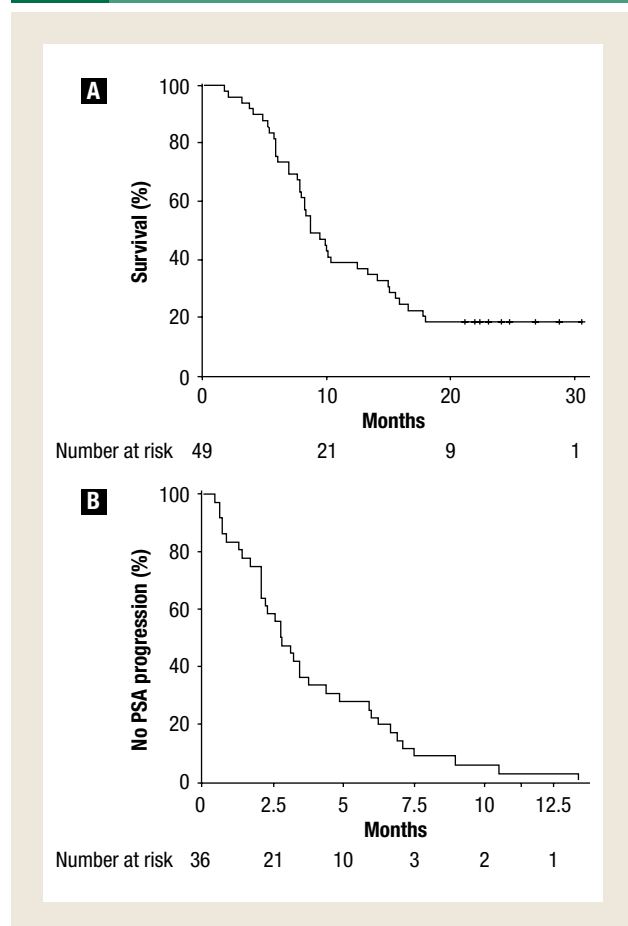 A
100
80
60
40
20
0
Survival (%)
0 10 20 30
Months
Number at risk 49 21 9 1
B
100
80
60
40
20
0
No PSA progression (%)
0 2.5 5 7.5 10 12.5
Months
Number at risk 36 21 10 3 2 1